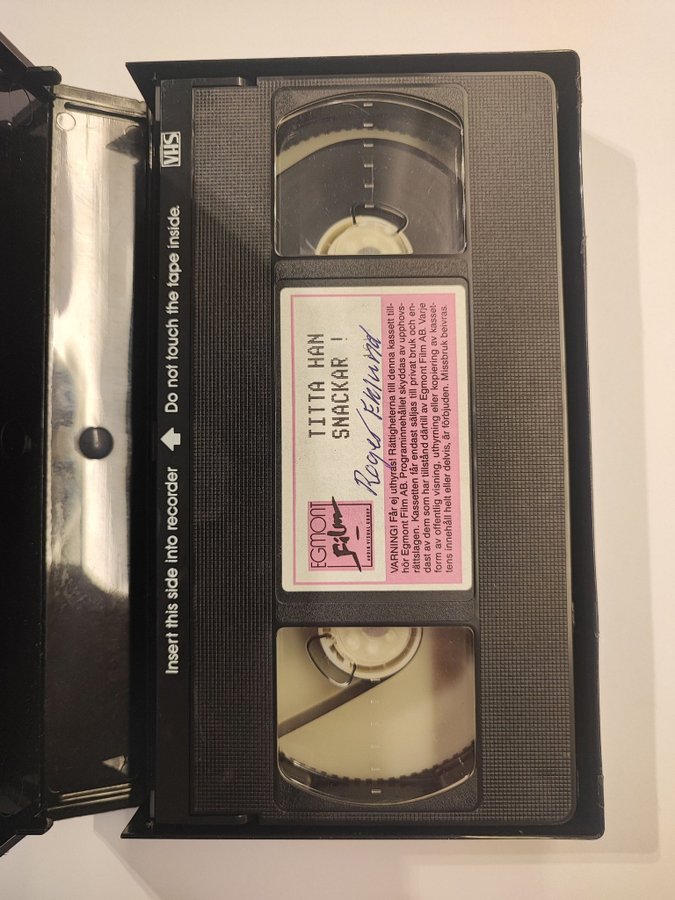 VHS
Insert this side into recorder ⬆ Do not touch the tape inside.
TITTA HAN
SNACKAR !
Roger Eklund
EGMONT
Film
AUDIO VISUAL GROUP
VARNING! Får ej uthyras! Rättigheterna till denna kassett till-
hör Egmont Film AB. Programinnehållet skyddas av upphovs-
rättslagen. Kassetten får endast säljas till privat bruk och en-
dast av dem som har tillstånd därtill av Egmont Film AB. Varje
form av offentlig visning, uthyrning eller kopiering av kasset-
tens innehåll helt eller delvis, är förbjuden. Missbruk beivras.